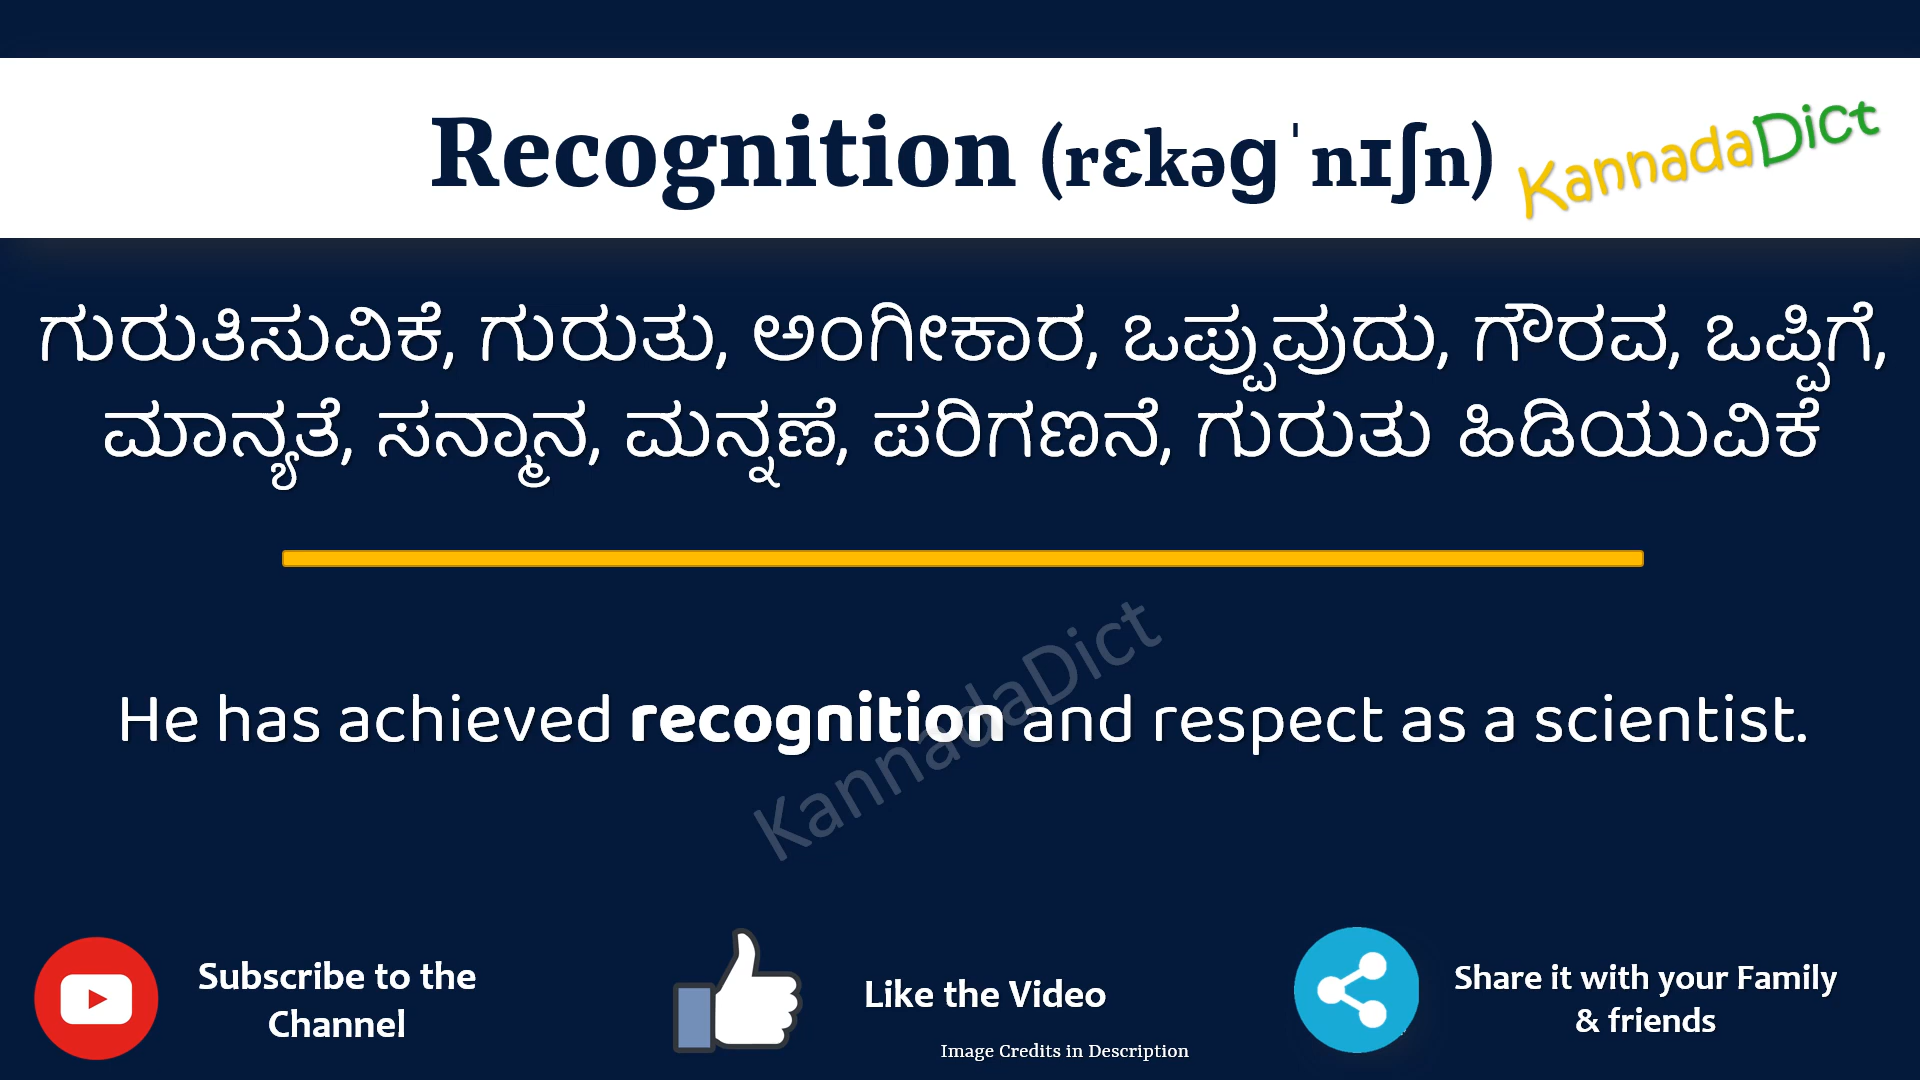 Recognition (rɛkəɡˈnɪʃn)
KannadaDict
ಗುರುತಿಸುವಿಕೆ, ಗುರುತು, ಅಂಗೀಕಾರ, ಒಪ್ಪುವುದು, ಗೌರವ, ಒಪ್ಪಿಗೆ,
ಮಾನ್ಯತೆ, ಸನ್ಮಾನ, ಮನ್ನಣೆ, ಪರಿಗಣನೆ, ಗುರುತು ಹಿಡಿಯುವಿಕೆ
He has achieved recognition and respect as a scientist.
KannadaDict
Subscribe to the
Channel
Like the Video
Share it with your Family
& friends
Image Credits in Description